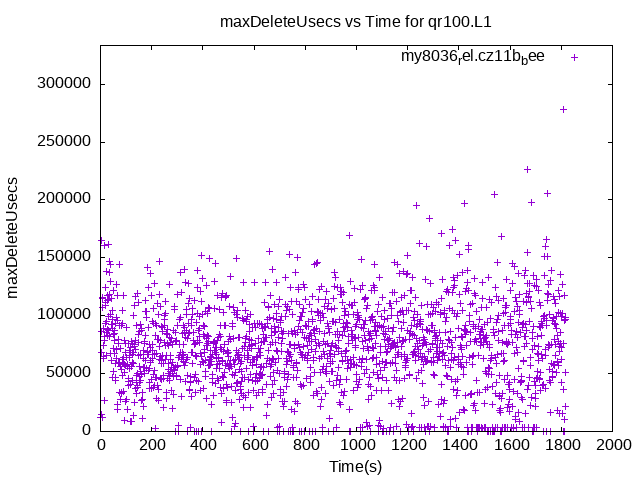 maxDeleteUsecs vs Time for qr100.L1
my8036rel.cz11bbee
300000
250000
200000
150000
100000
50000
0
maxDeleteUsecs
0 200 400 600 800 1000 1200 1400 1600 1800 2000
Time(s)